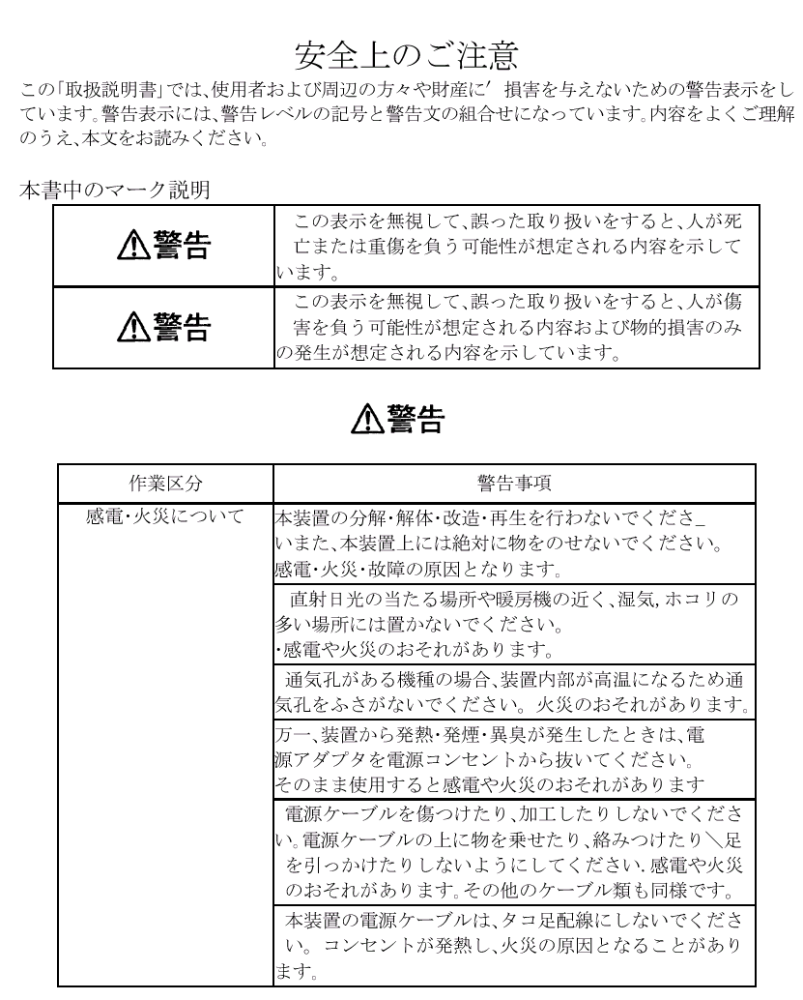 安全上のご注意
この「取扱説明書」では、使用者および周辺の方々や財産に′損害を与えないための警告表示をし
ています。警告表示には、警告レベルの記号と警告文の組合せになっています。内容をよくご理解
のうえ、本文をお読みください。
本書中のマーク説明
⚠警告
この表示を無視して、誤った取り扱いをすると、人が死
亡または重傷を負う可能性が想定される内容を示して
います。
⚠警告
この表示を無視して、誤った取り扱いをすると、人が傷
害を負う可能性が想定される内容および物的損害のみ
の発生が想定される内容を示しています。
⚠警告
作業区分
警告事項
感電・火災について
本装置の分解・解体・改造・再生を行わないでくださ_
いまた、本装置上には絶対に物をのせないでください。
感電・火災・故障の原因となります。
直射日光の当たる場所や暖房機の近く、湿気,ホコリの
多い場所には置かないでください。
・感電や火災のおそれがあります。
通気孔がある機種の場合、装置内部が高温になるため通
気孔をふさがないでください。火災のおそれがあります。
万一、装置から発熱・発煙・異臭が発生したときは、電
源アダプタを電源コンセントから抜いてください。
そのまま使用すると感電や火災のおそれがあります
電源ケーブルを傷つけたり、加工したりしないでくださ
い。電源ケーブルの上に物を乗せたり、絡みつけたり＼足
を引っかけたりしないようにしてください.感電や火災
のおそれがあります。その他のケーブル類も同様です。
本装置の電源ケーブルは、タコ足配線にしないでくださ
い。コンセントが発熱し、火災の原因となることがあり
ます。